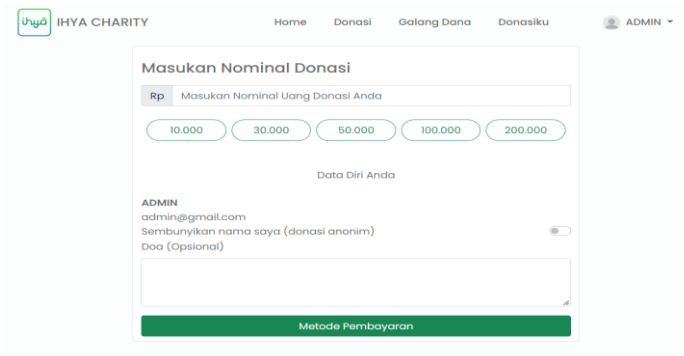 ihya IHYA CHARITY Home Donasi Galang Dana Donasiku ADMIN
Masukan Nominal Donasi
Rp Masukan Nominal Uang Donasi Anda
10.000 30.000 50.000 100.000 200.000
Data Diri Anda
ADMIN
admin@gmail.com
Sembunyikan nama saya (donasi anonim)
Doa (Opsional)
Metode Pembayaran